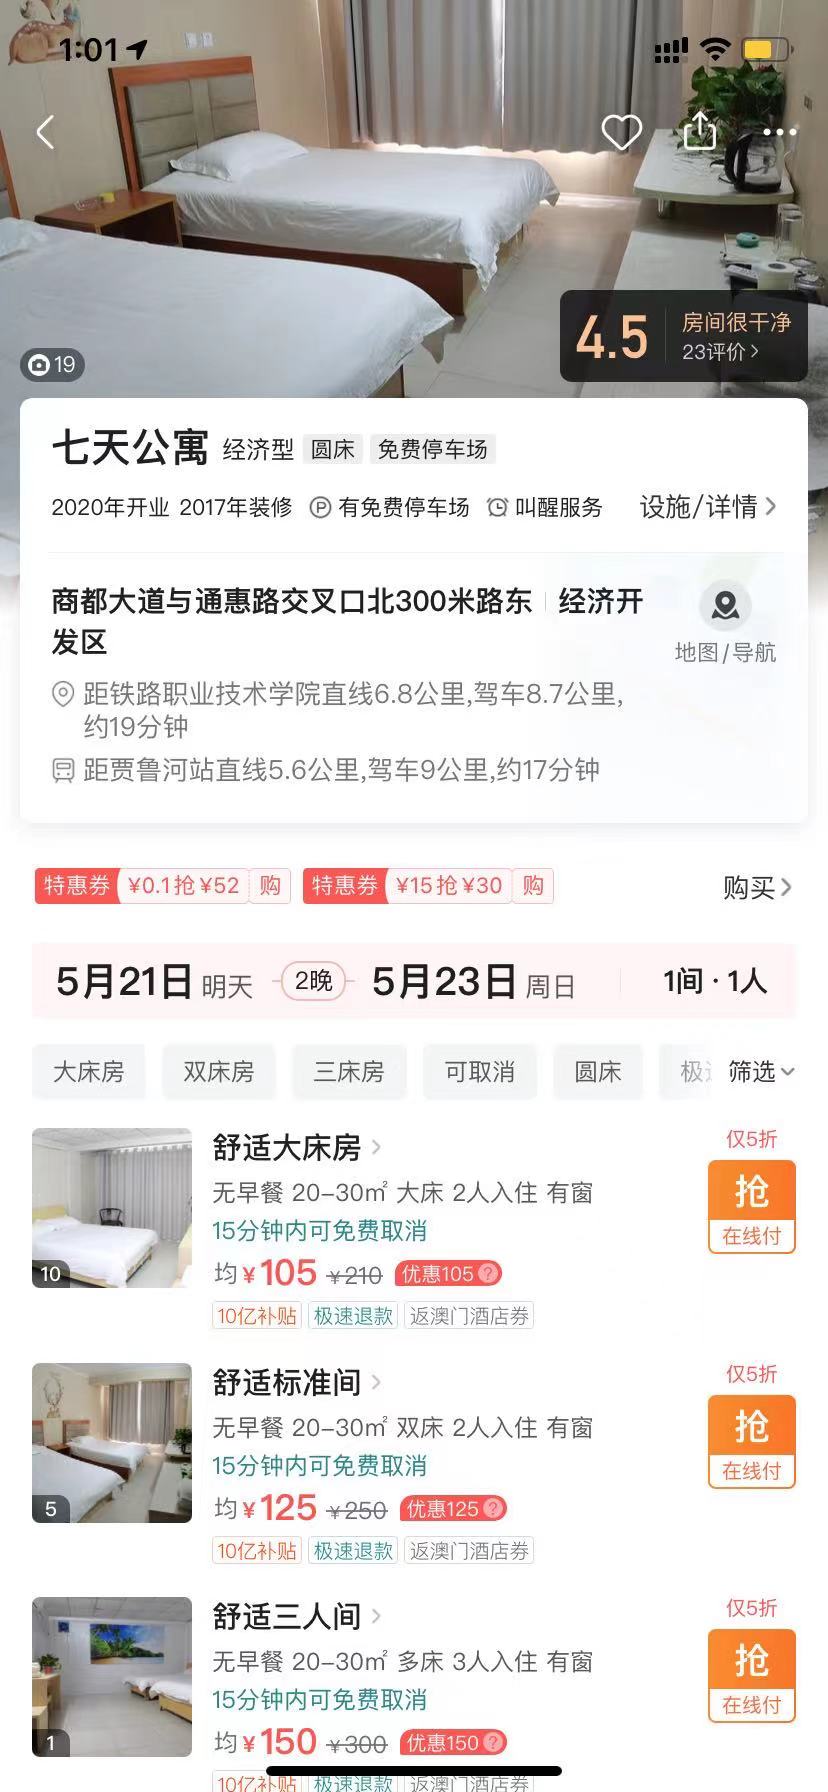 1:01
4.5
房间很干净
23评价
19
七天公寓 经济型 圆床 免费停车场
2020年开业 2017年装修 P 有免费停车场 叫醒服务 设施/详情
商都大道与通惠路交叉口北300米路东 经济开
发区
地图/导航
距铁路职业技术学院直线6.8公里,驾车8.7公里,
约19分钟
距贾鲁河站直线5.6公里,驾车9公里,约17分钟
特惠券 ¥0.1抢¥52 购 特惠券 ¥15抢¥30 购 购买
5月21日 明天 2晚 5月23日 周日 1间·1人
大床房 双床房 三床房 可取消 圆床 极 筛选
舒适大床房
无早餐 20-30㎡ 大床 2人入住 有窗
15分钟内可免费取消
均¥105 ¥210 优惠105?
10亿补贴 极速退款 返澳门酒店券
10
仅5折
抢
在线付
舒适标准间
无早餐 20-30㎡ 双床 2人入住 有窗
15分钟内可免费取消
均¥125 ¥250 优惠125?
10亿补贴 极速退款 返澳门酒店券
5
仅5折
抢
在线付
舒适三人间
无早餐 20-30㎡ 多床 3人入住 有窗
15分钟内可免费取消
均¥150 ¥300 优惠150?
10亿补贴 极速退款 返澳门酒店券
1
仅5折
抢
在线付